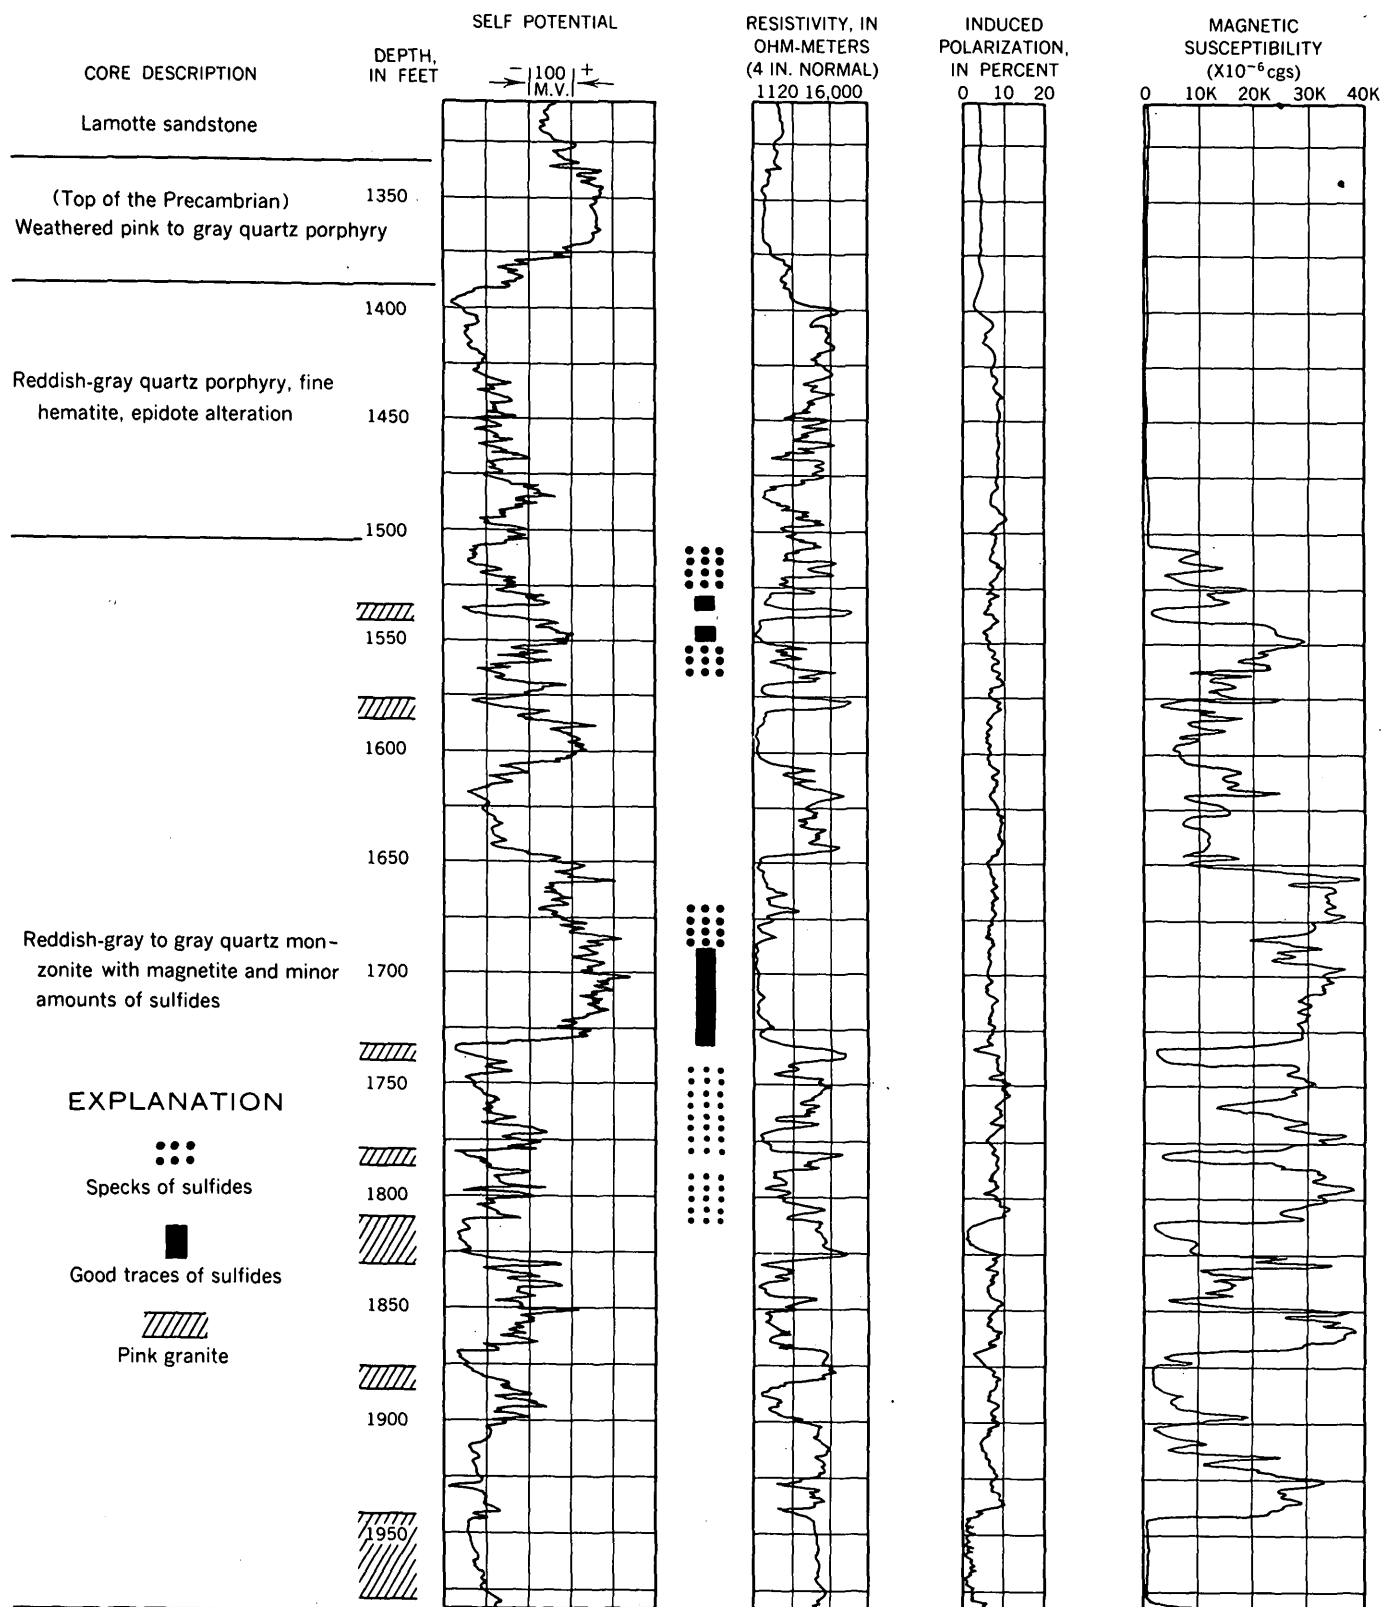 SELF POTENTIAL
RESISTIVITY, IN
OHM-METERS
(4 IN. NORMAL)
INDUCED
POLARIZATION,
IN PERCENT
MAGNETIC
SUSCEPTIBILITY
(X10⁻⁶ cgs)
CORE DESCRIPTION
DEPTH,
IN FEET
− 100 +
M.V.
1120 16,000
0 10 20
0 10K 20K 30K 40K
Lamotte sandstone
(Top of the Precambrian)
Weathered pink to gray quartz porphyry
1350
1400
Reddish-gray quartz porphyry, fine
hematite, epidote alteration
1450
1500
1550
1600
1650
Reddish-gray to gray quartz mon-
zonite with magnetite and minor
amounts of sulfides
1700
1750
1800
1850
1900
1950
EXPLANATION
Specks of sulfides
Good traces of sulfides
Pink granite